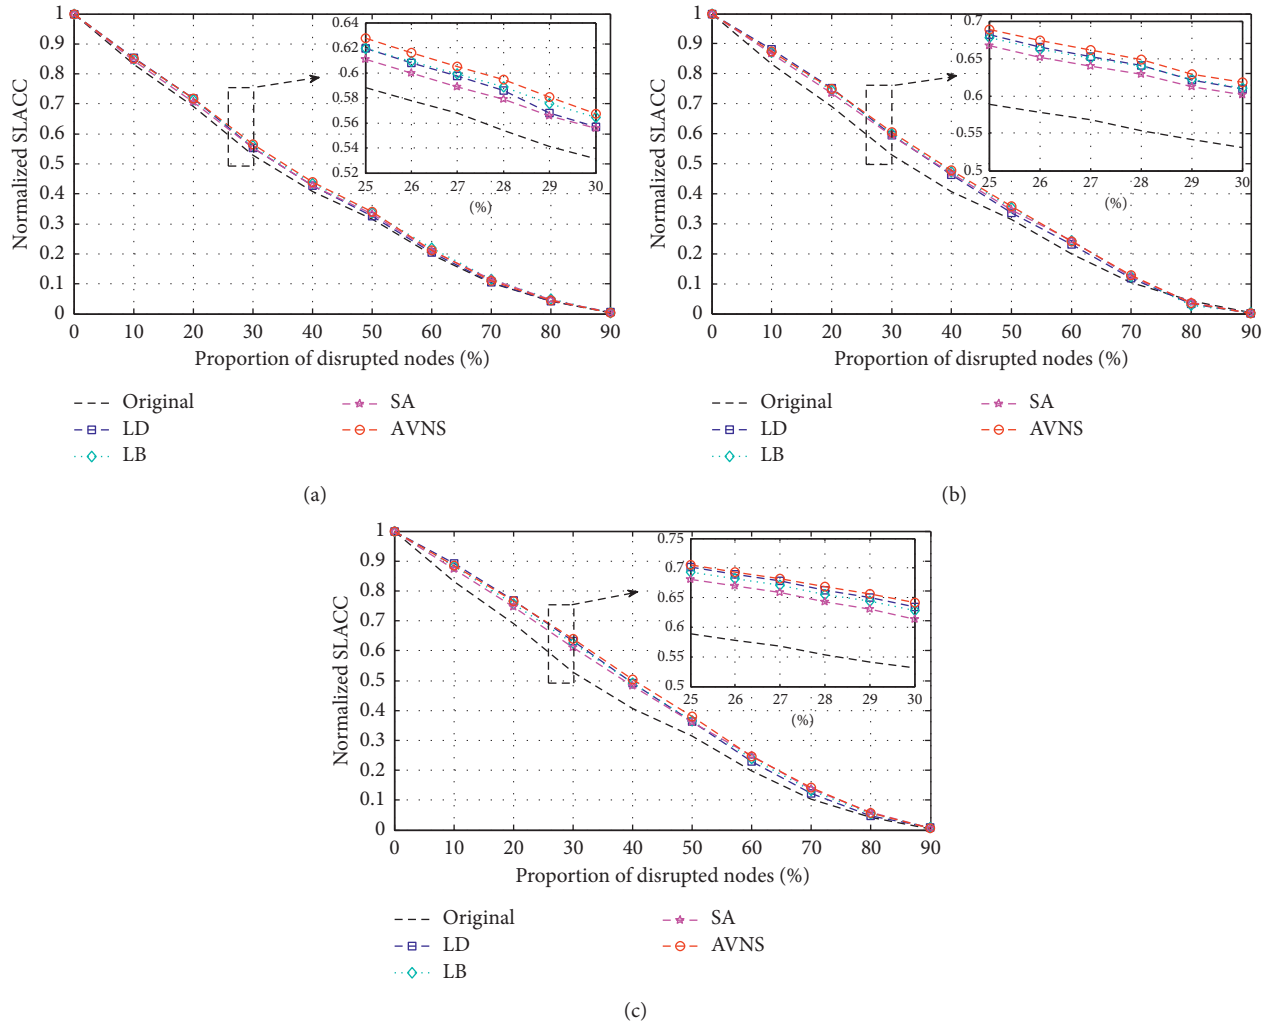 Normalized SLACC
1
0.9
0.8
0.7
0.6
0.5
0.4
0.3
0.2
0.1
0
0 10 20 30 40 50 60 70 80 90
Proportion of disrupted nodes (%)
0.64
0.62
0.6
0.58
0.56
0.54
0.52
25 26 27 28 29 30
(%)
Original
LD
LB
SA
AVNS
(a)
Normalized SLACC
1
0.9
0.8
0.7
0.6
0.5
0.4
0.3
0.2
0.1
0
0 10 20 30 40 50 60 70 80 90
Proportion of disrupted nodes (%)
0.7
0.65
0.6
0.55
0.5
25 26 27 28 29 30
(%)
Original
LD
LB
SA
AVNS
(b)
Normalized SLACC
1
0.9
0.8
0.7
0.6
0.5
0.4
0.3
0.2
0.1
0
0 10 20 30 40 50 60 70 80 90
Proportion of disrupted nodes (%)
0.75
0.7
0.65
0.6
0.55
0.5
25 26 27 28 29 30
(%)
Original
LD
LB
SA
AVNS
(c)